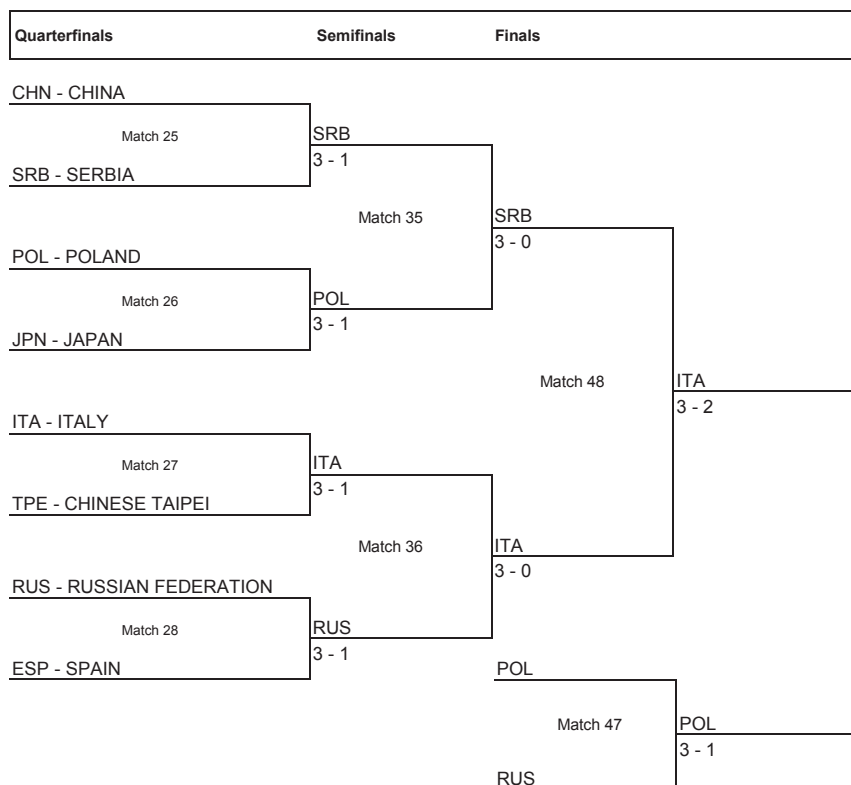 Quarterfinals Semifinals Finals
CHN - CHINA
Match 25
SRB
3 - 1
SRB - SERBIA
Match 35
SRB
3 - 0
POL - POLAND
Match 26
POL
3 - 1
JPN - JAPAN
Match 48
ITA
3 - 2
ITA - ITALY
Match 27
ITA
3 - 1
TPE - CHINESE TAIPEI
Match 36
ITA
3 - 0
RUS - RUSSIAN FEDERATION
Match 28
RUS
3 - 1
ESP - SPAIN
POL
Match 47
POL
3 - 1
RUS